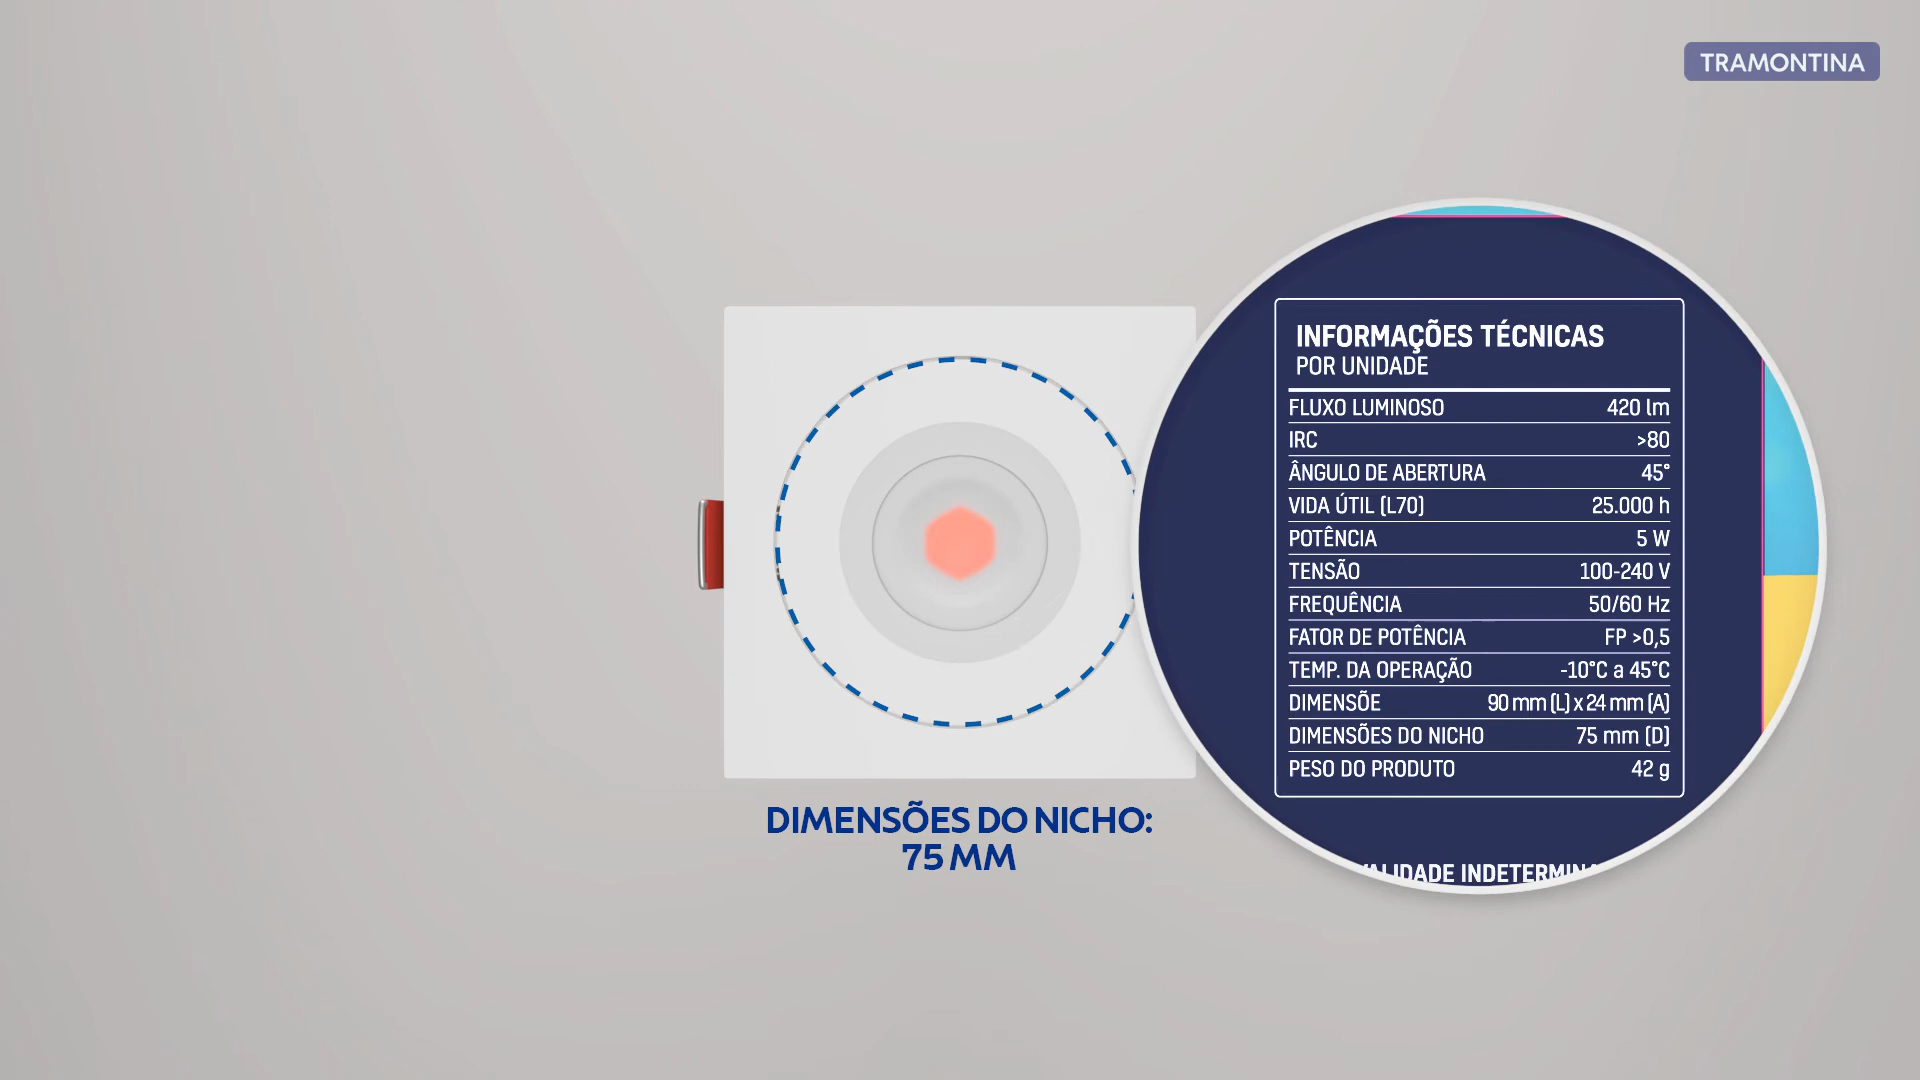 TRAMONTINA
INFORMAÇÕES TÉCNICAS
POR UNIDADE
FLUXO LUMINOSO 420 lm
IRC >80
ÂNGULO DE ABERTURA 45°
VIDA ÚTIL (L70) 25.000 h
POTÊNCIA 5 W
TENSÃO 100-240 V
FREQUÊNCIA 50/60 Hz
FATOR DE POTÊNCIA FP >0,5
TEMP. DA OPERAÇÃO -10°C a 45°C
DIMENSÕE 90 mm (L) x 24 mm (A)
DIMENSÕES DO NICHO 75 mm (D)
PESO DO PRODUTO 42 g
DIMENSÕES DO NICHO:
75 MM